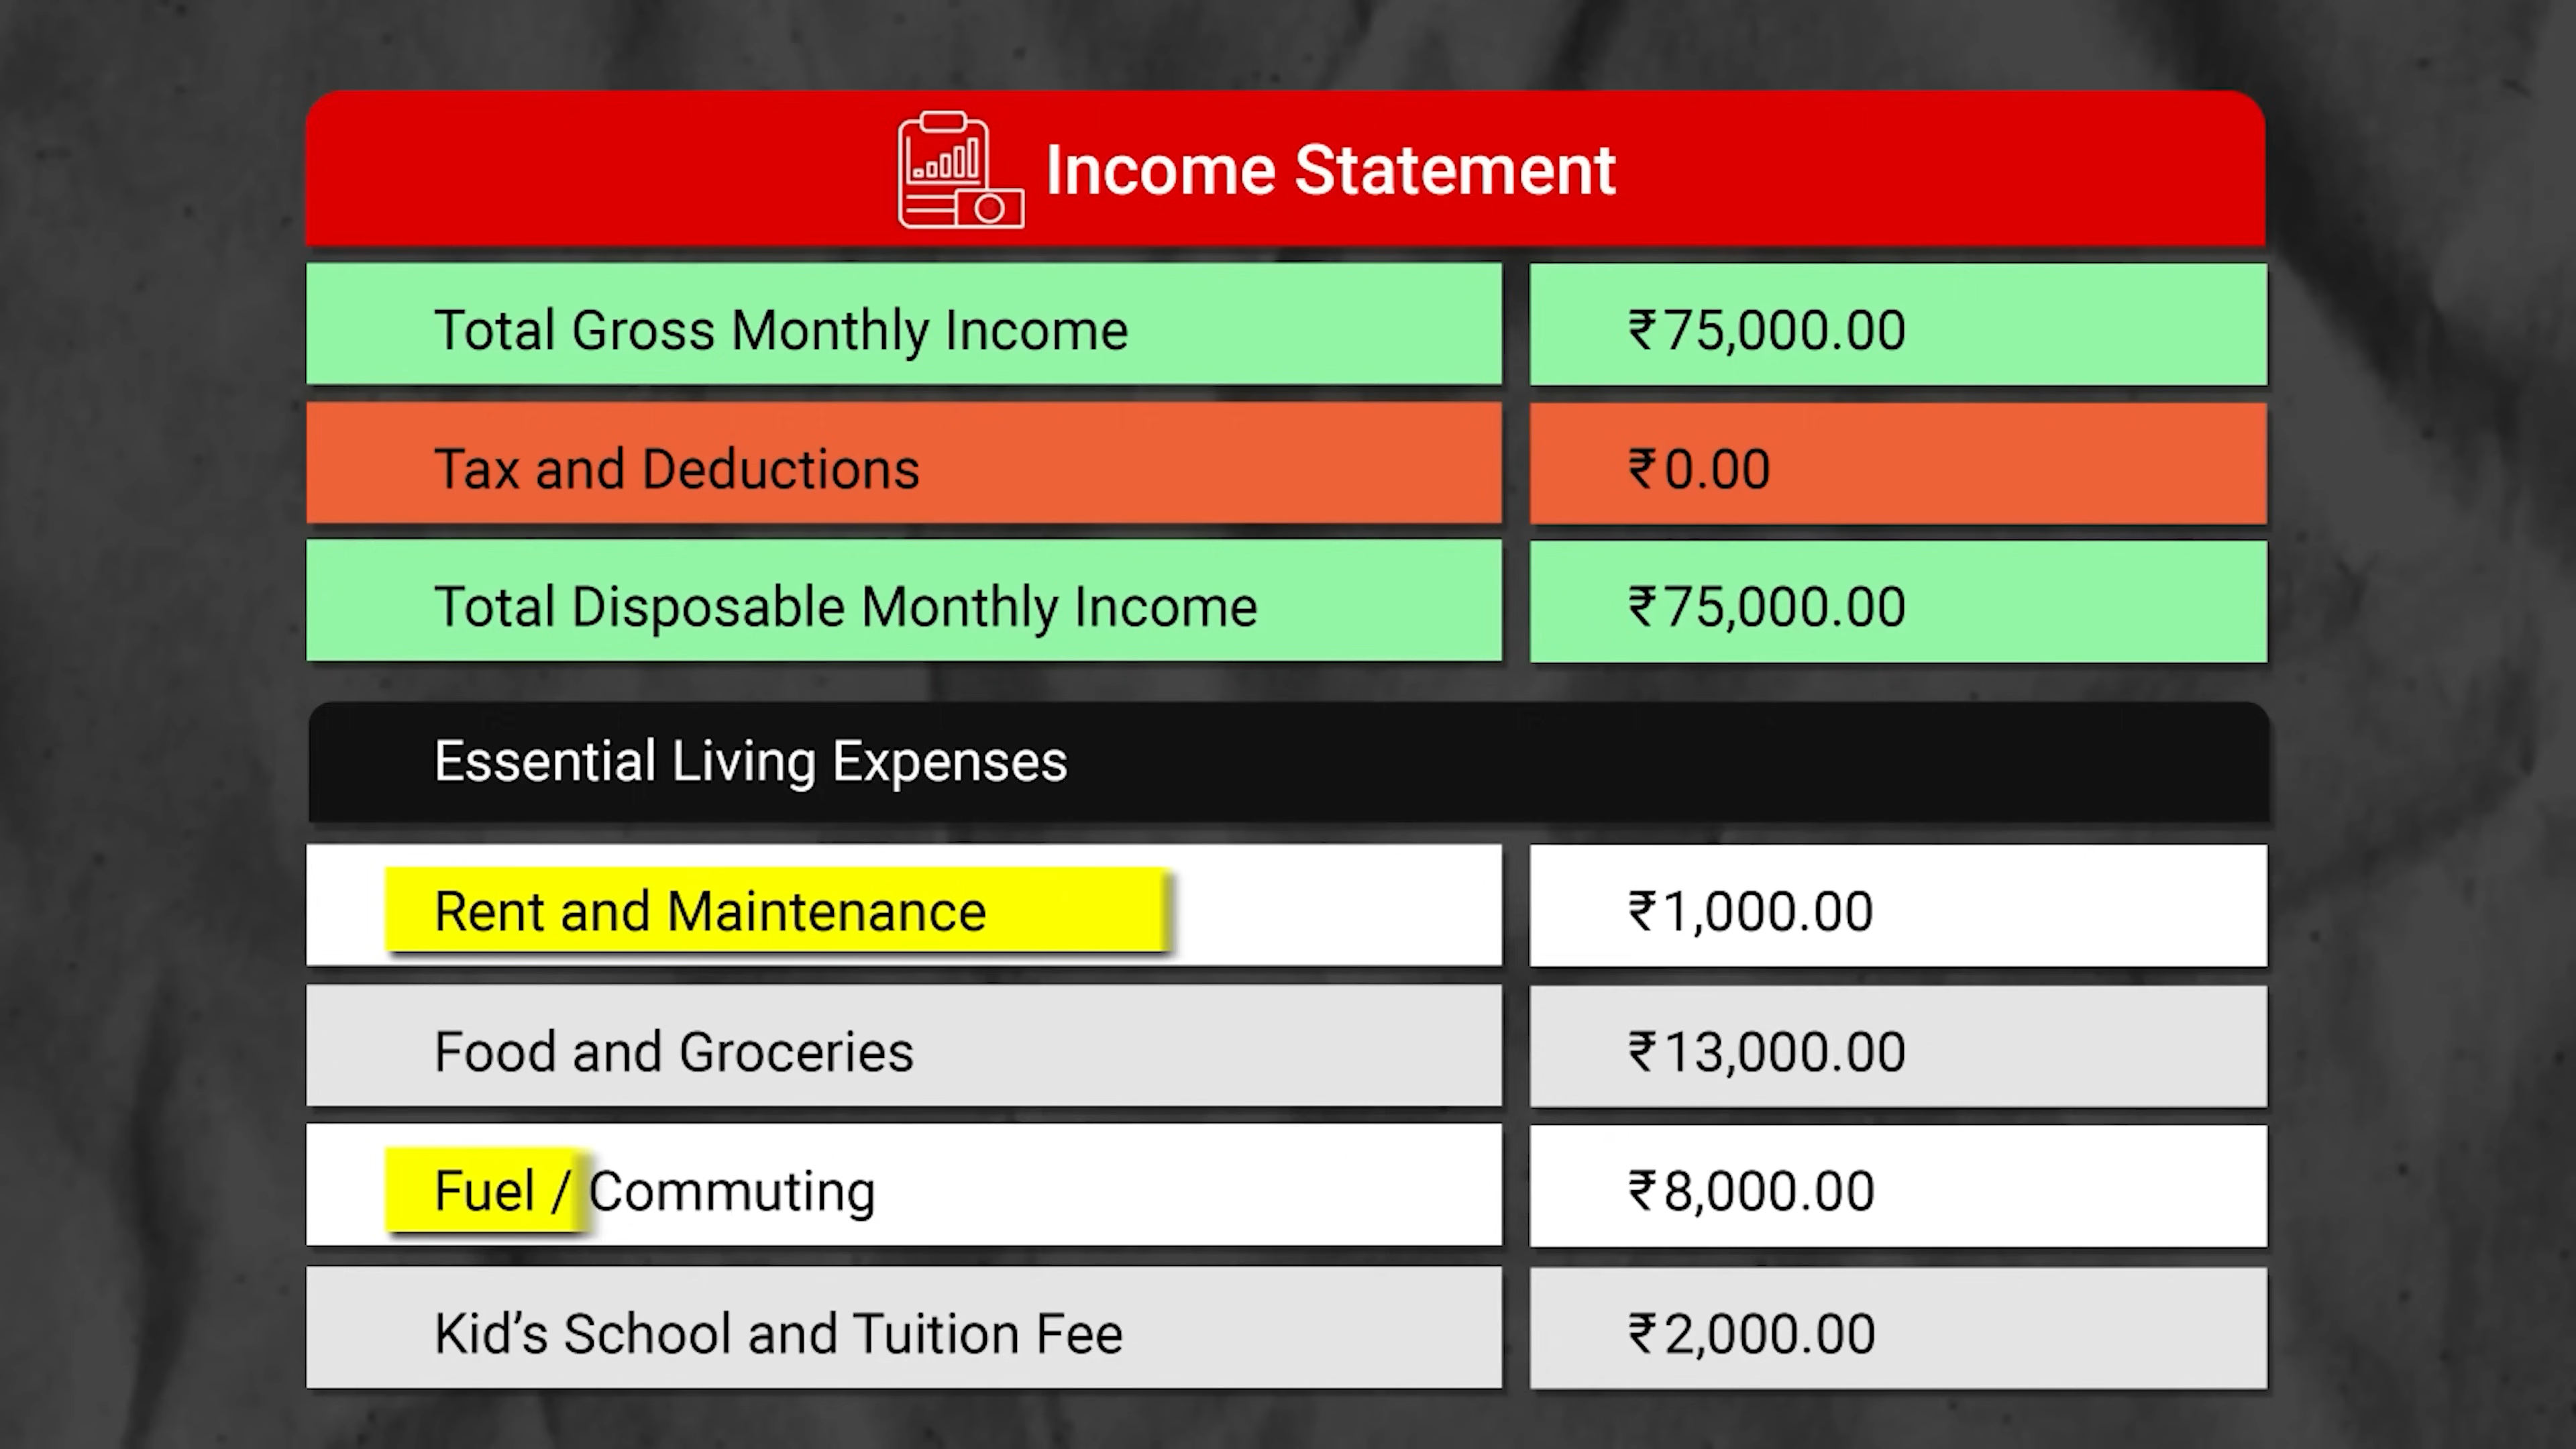 Income Statement
Total Gross Monthly Income ₹75,000.00
Tax and Deductions ₹0.00
Total Disposable Monthly Income ₹75,000.00
Essential Living Expenses
Rent and Maintenance ₹1,000.00
Food and Groceries ₹13,000.00
Fuel / Commuting ₹8,000.00
Kid’s School and Tuition Fee ₹2,000.00